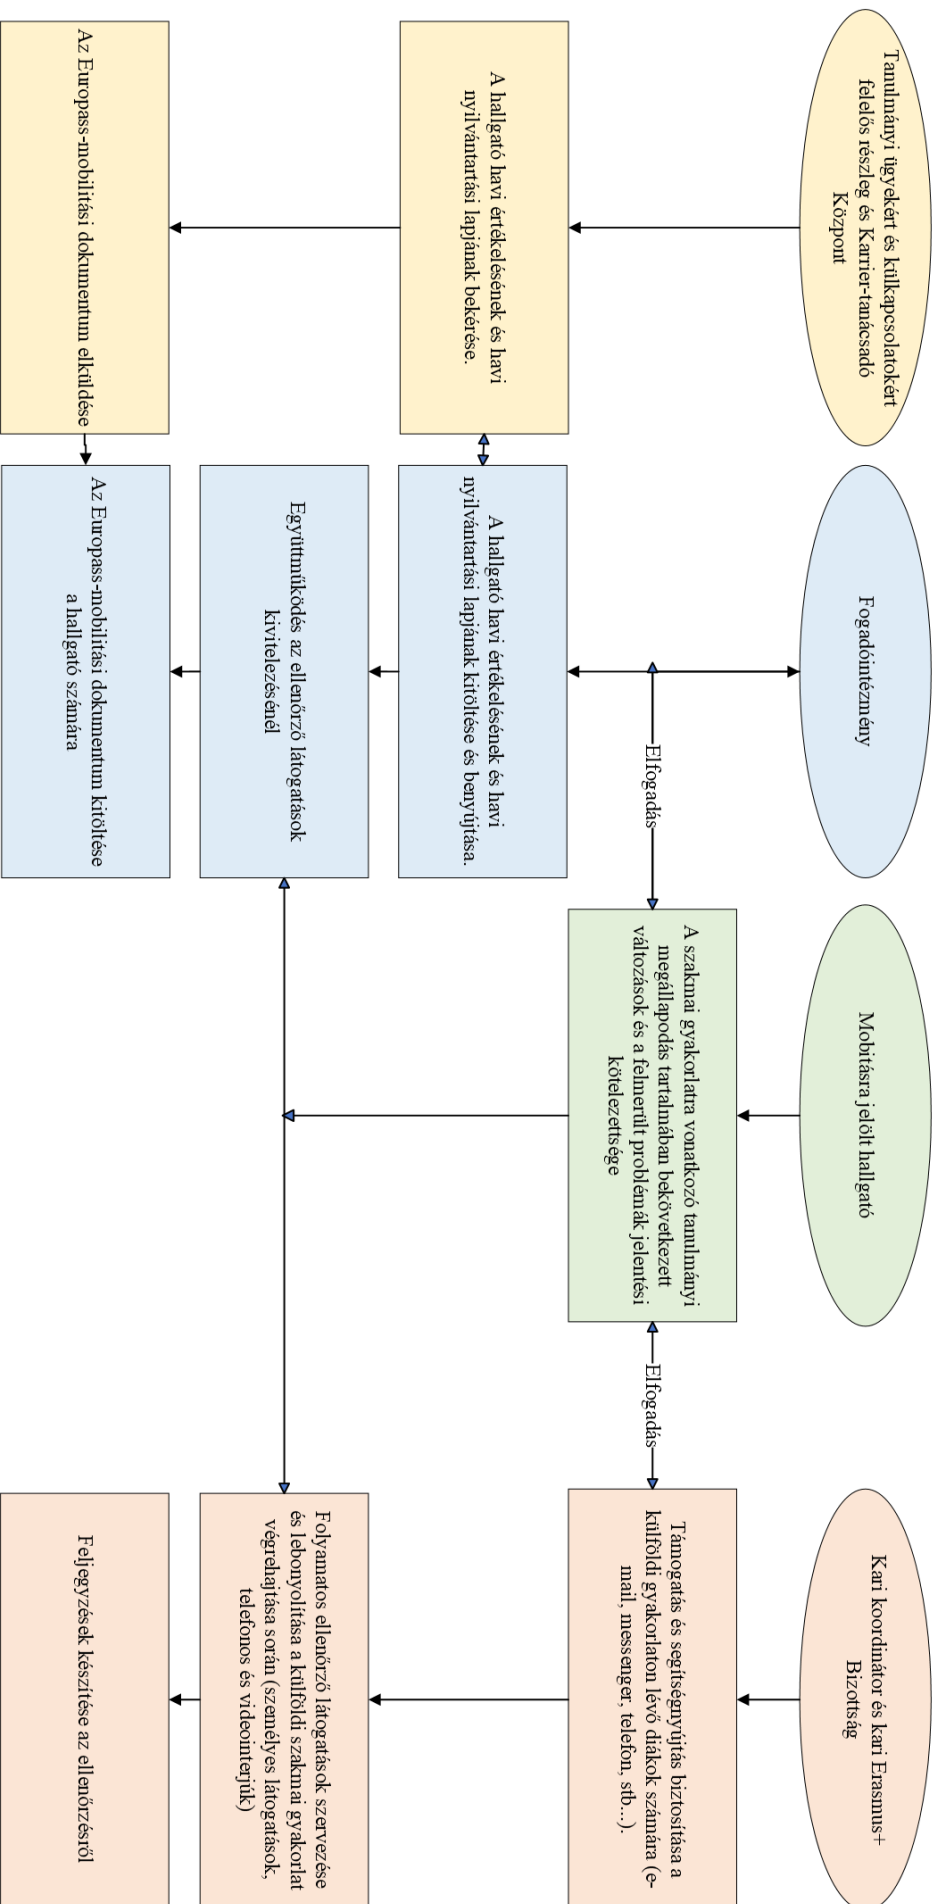 Tanulmányi ügyekért és külkapcsolatokért
felelős részleg és Karrier-tanácsadó
Központ
A hallgató havi értékelésének és havi
nyilvántartási lapjának bekérése.
Az Europass-mobilitási dokumentum elküldése
Fogadóintézmény
Elfogadás
A hallgató havi értékelésének és havi
nyilvántartási lapjának kitöltése és benyújtása.
Együttműködés az ellenőrző látogatások
kivitelezésénél
Az Europass-mobilitási dokumentum kitöltése
a hallgató számára
Mobitásra jelölt hallgató
A szakmai gyakorlatra vonatkozó tanulmányi
megállapodás tartalmában bekövetkezett
változások és a felmerült problémák jelentési
kötelezettsége
Elfogadás
Kari koordinátor és kari Erasmus+
Bizottság
Támogatás és segítségnyújtás biztosítása a
külföldi gyakorlaton lévő diákok számára (e-
mail, messenger, telefon, stb...).
Folyamatos ellenőrző látogatások szervezése
és lebonyolítása a külföldi szakmai gyakorlat
végrehajtása során (személyes látogatások,
telefonos és videointerjúk)
Feljegyzések készítése az ellenőrzésről